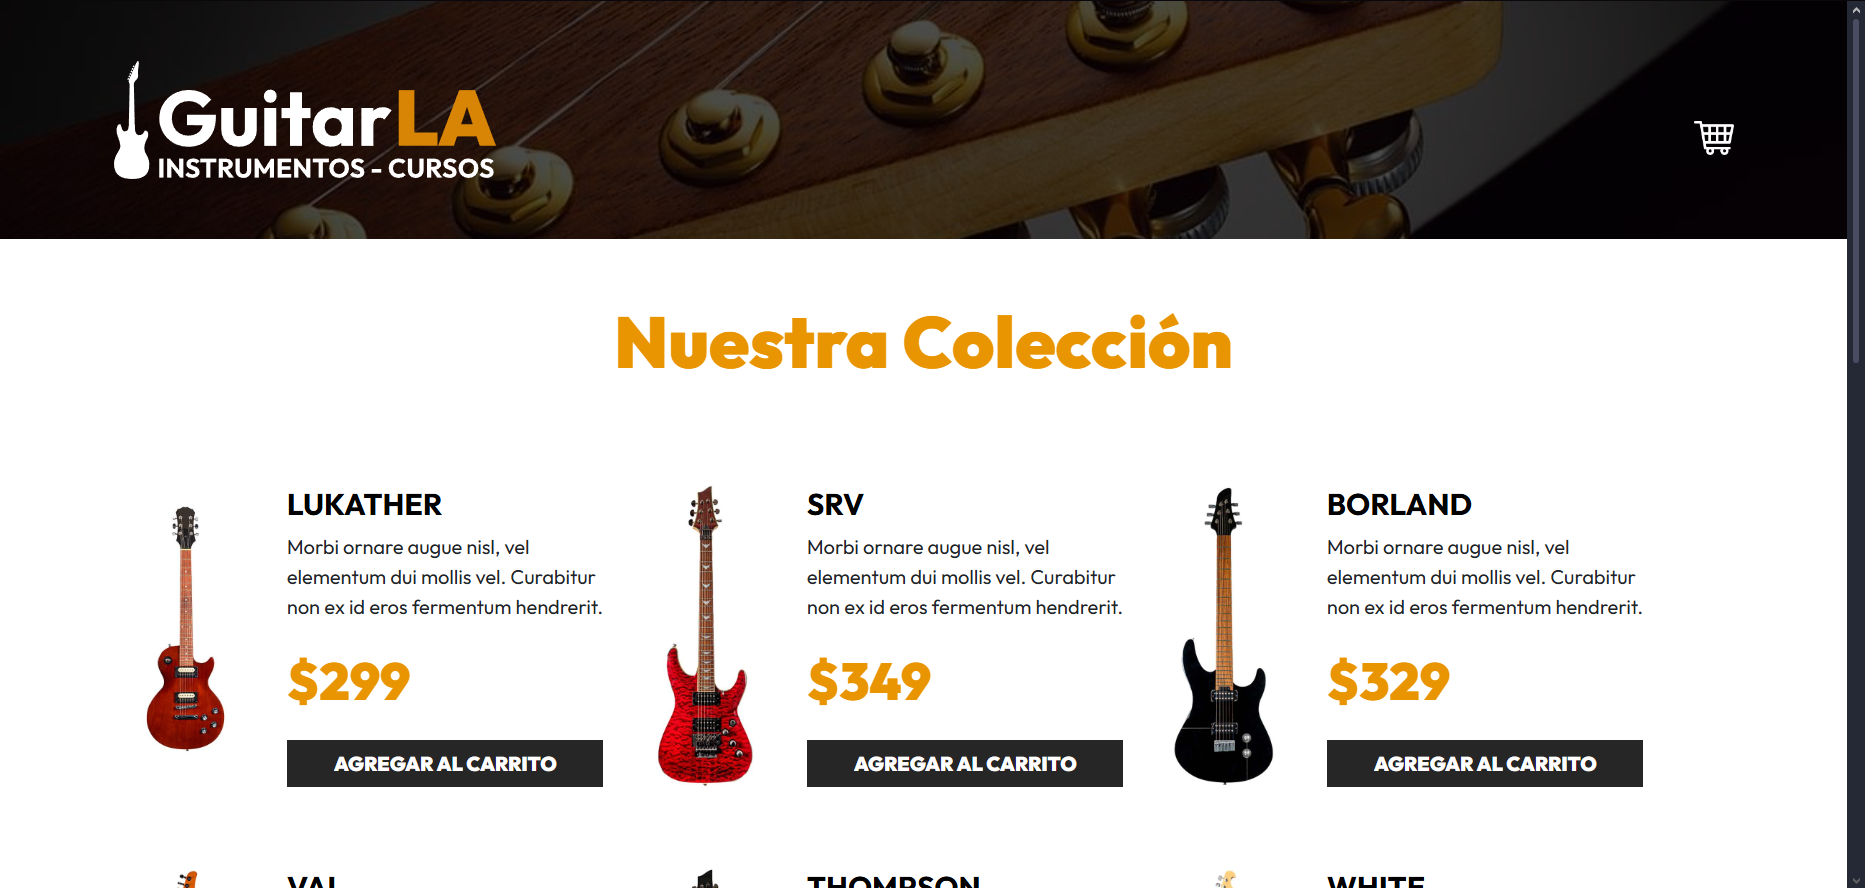 GuitarLA
INSTRUMENTOS - CURSOS
Nuestra Colección
LUKATHER
Morbi ornare augue nisl, vel
elementum dui mollis vel. Curabitur
non ex id eros fermentum hendrerit.
$299
AGREGAR AL CARRITO
SRV
Morbi ornare augue nisl, vel
elementum dui mollis vel. Curabitur
non ex id eros fermentum hendrerit.
$349
AGREGAR AL CARRITO
BORLAND
Morbi ornare augue nisl, vel
elementum dui mollis vel. Curabitur
non ex id eros fermentum hendrerit.
$329
AGREGAR AL CARRITO
VAI
THOMPSON
WHITE